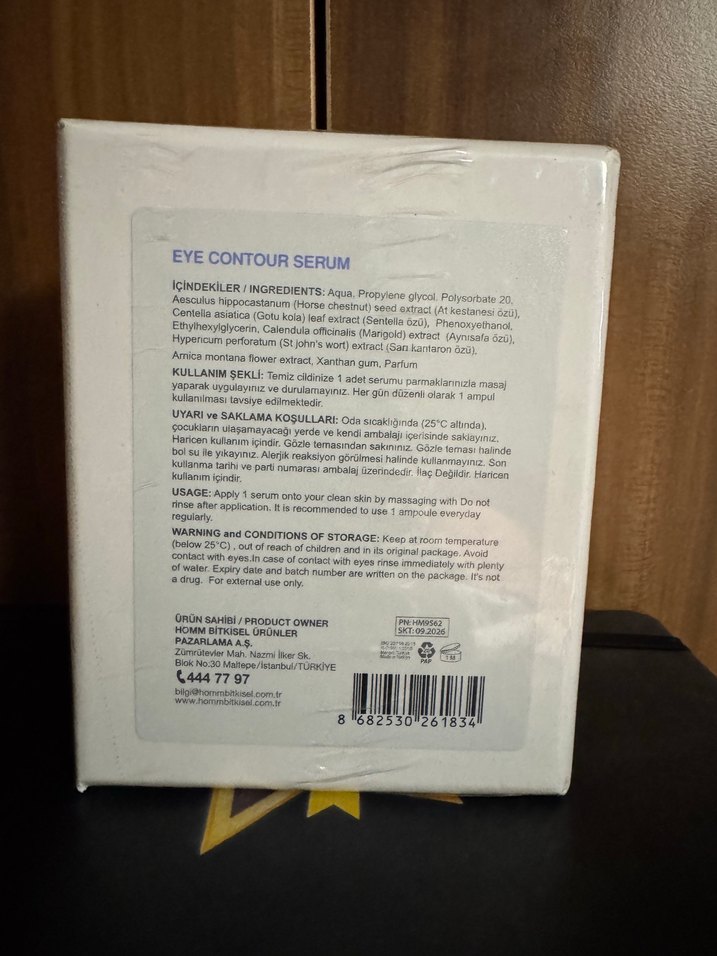 EYE CONTOUR SERUM
İÇİNDEKİLER / INGREDIENTS: Aqua, Propylene glycol, Polysorbate 20,
Aesculus hippocastanum (Horse chestnut) seed extract (At kestanesi özü),
Centella asiatica (Gotu kola) leaf extract (Sentella özü), Phenoxyethanol,
Ethylhexylglycerin, Calendula officinalis (Marigold) extract (Aynısafa özü),
Hypericum perforatum (St john's wort) extract (Sarı kantaron özü),
Arnica montana flower extract, Xanthan gum, Parfum
KULLANIM ŞEKLİ: Temiz cildinize 1 adet serumu parmaklarınızla masaj
yaparak uygulayınız ve durulamayınız. Her gün düzenli olarak 1 ampul
kullanılması tavsiye edilmektedir.
UYARI ve SAKLAMA KOŞULLARI: Oda sıcaklığında (25°C altında),
çocukların ulaşamayacağı yerde ve kendi ambalajı içerisinde saklayınız.
Haricen kullanım içindir. Gözle temasından sakınınız. Gözle teması halinde
bol su ile yıkayınız. Alerjik reaksiyon görülmesi halinde kullanmayınız. Son
kullanma tarihi ve parti numarası ambalaj üzerindedir. İlaç Değildir. Haricen
kullanım içindir.
USAGE: Apply 1 serum onto your clean skin by massaging with Do not
rinse after application. It is recommended to use 1 ampoule everyday
regularly.
WARNING and CONDITIONS OF STORAGE: Keep at room temperature
(below 25°C) , out of reach of children and in its original package. Avoid
contact with eyes.In case of contact with eyes rinse immediately with plenty
of water. Expiry date and batch number are written on the package. It's not
a drug. For external use only.
ÜRÜN SAHİBİ / PRODUCT OWNER
HOMM BİTKİSEL ÜRÜNLER
PAZARLAMA A.Ş.
Zümrütevler Mah. Nazmi İlker Sk.
Blok No:30 Maltepe/İstanbul/TÜRKİYE
444 77 97
bilgi@hommbitkisel.com.tr
www.hommbitkisel.com.tr
PN: HM9562
SKT: 09.2026
PAP
8 682530 261834